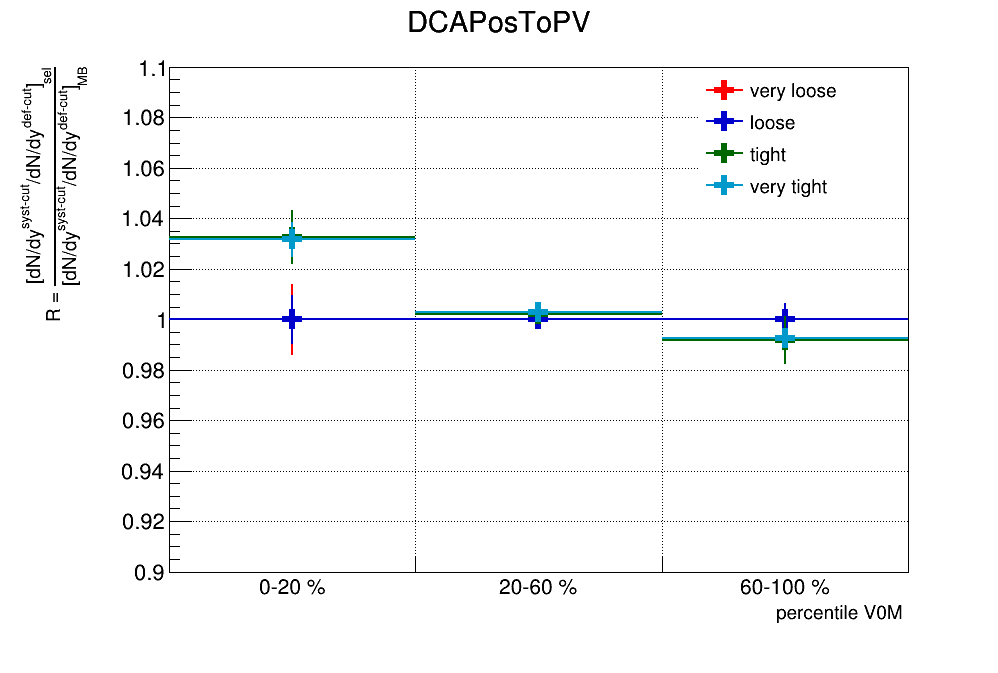 DCAPosToPV
R = [dN/dy^syst-cut/dN/dy^def-cut]_sel
[dN/dy^syst-cut/dN/dy^def-cut]_MB
1.1
1.08
1.06
1.04
1.02
1
0.98
0.96
0.94
0.92
0.9
very loose
loose
tight
very tight
0-20 %
20-60 %
60-100 %
percentile V0M